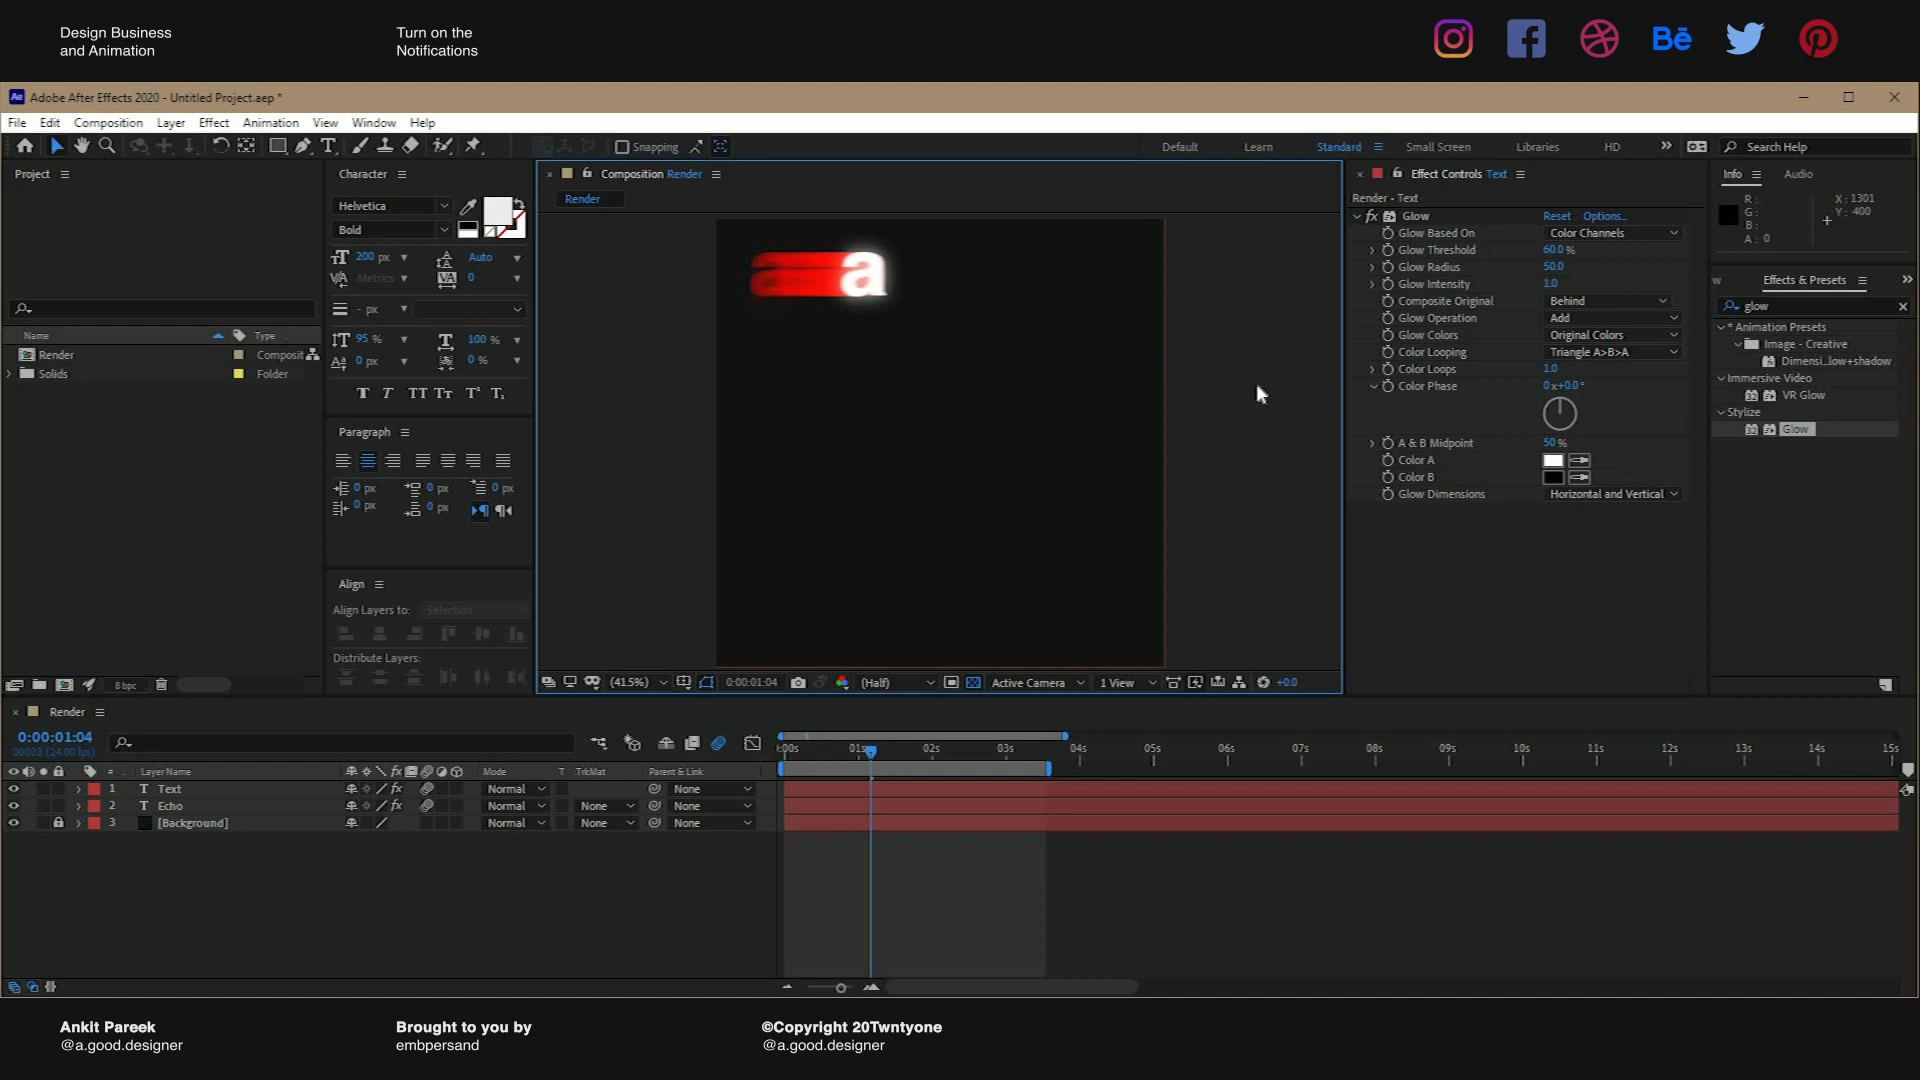 Design Business
and Animation
Turn on the
Notifications
Bē
Ae Adobe After Effects 2020 - Untitled Project.aep *
File Edit Composition Layer Effect Animation View Window Help
Snapping
Default Learn Standard Small Screen Libraries HD Search Help
Project
Name Type
Render Composit
Solids Folder
8 bpc
Character
Helvetica
Bold
200 px Auto
Metrics 0
- px
95 % 100 %
0 px 0 %
Paragraph
0 px 0 px 0 px
0 px 0 px
Align
Align Layers to: Selection
Distribute Layers:
Composition Render
Render
a
(41.5%) 0:00:01:04 (Half) Active Camera 1 View +0.0
Effect Controls Text
Render - Text
fx Glow Reset Options...
Glow Based On Color Channels
Glow Threshold 60.0 %
Glow Radius 50.0
Glow Intensity 1.0
Composite Original Behind
Glow Operation Add
Glow Colors Original Colors
Color Looping Triangle A>B>A
Color Loops 1.0
Color Phase 0x+0.0°
A & B Midpoint 50 %
Color A
Color B
Glow Dimensions Horizontal and Vertical
Info Audio
R: X: 1301
G: Y: 400
B:
A: 0
Effects & Presets
glow
* Animation Presets
Image - Creative
Dimensi...low+shadow
Immersive Video
VR Glow
Stylize
Glow
Render
0:00:01:04
00028 (24.00 fps)
:00s 01s 02s 03s 04s 05s 06s 07s 08s 09s 10s 11s 12s 13s 14s 15s
# Layer Name Mode T .TrkMat Parent & Link
1 T Text Normal None
2 T Echo Normal None None
3 [Background] Normal None None
Ankit Pareek
@a.good.designer
Brought to you by
embpersand
©Copyright 20Twntyone
@a.good.designer